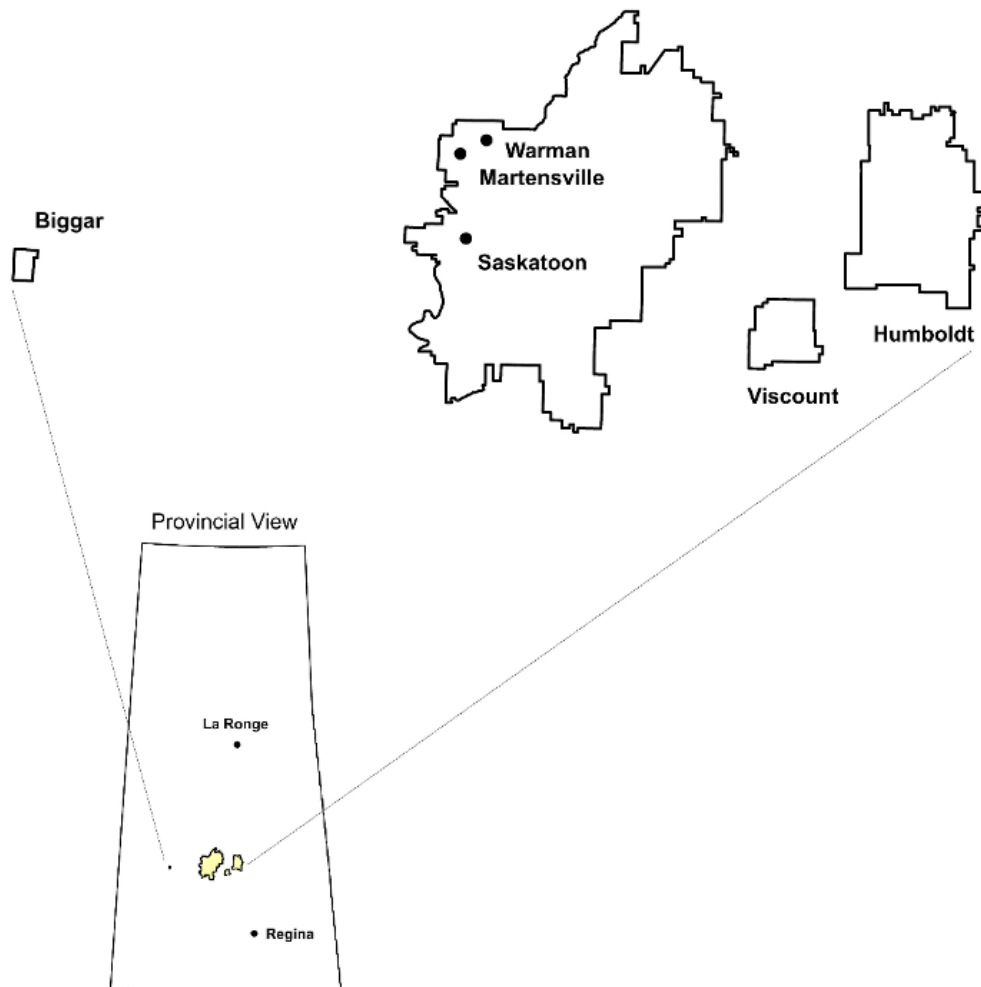 Warman
Martensville
Biggar
Saskatoon
Humboldt
Viscount
Provincial View
La Ronge
Regina